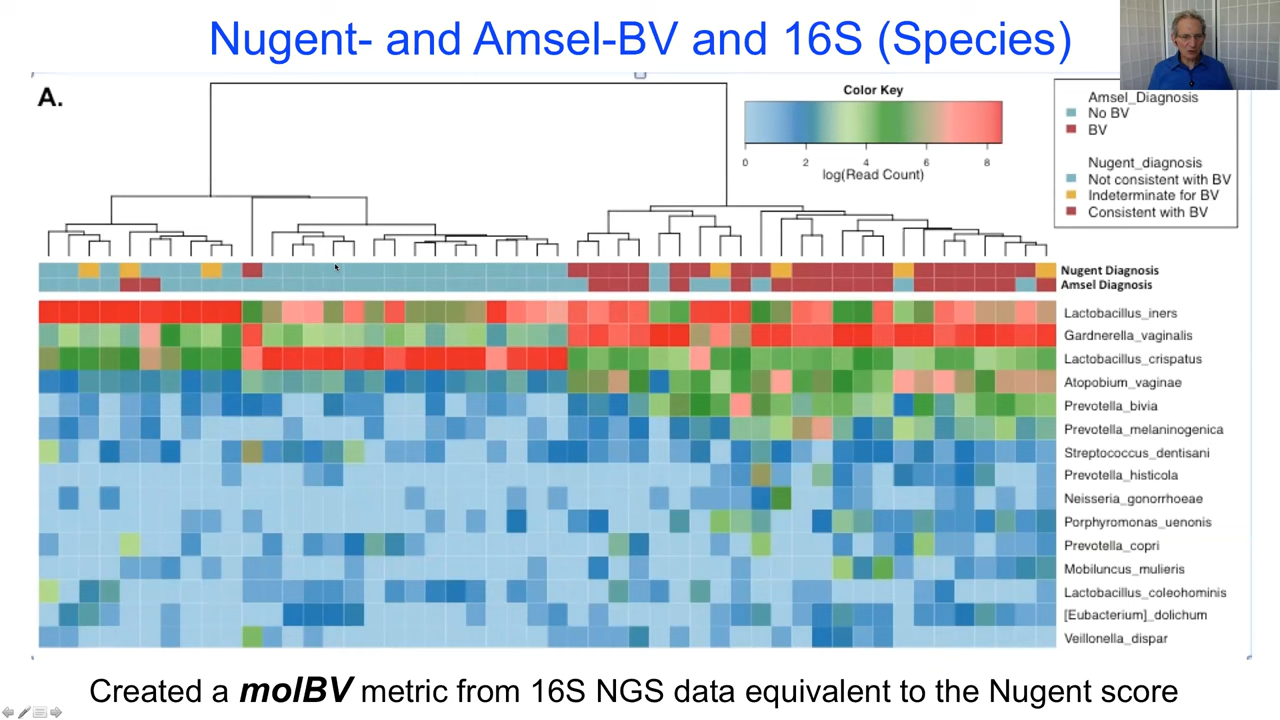 Nugent- and Amsel-BV and 16S (Species)
A.
Color Key
0 2 4 6 8
log(Read Count)
Amsel_Diagnosis
No BV
BV
Nugent_diagnosis
Not consistent with BV
Indeterminate for BV
Consistent with BV
Nugent Diagnosis
Amsel Diagnosis
Lactobacillus_iners
Gardnerella_vaginalis
Lactobacillus_crispatus
Atopobium_vaginae
Prevotella_bivia
Prevotella_melaninogenica
Streptococcus_dentisani
Prevotella_histicola
Neisseria_gonorrhoeae
Porphyromonas_uenonis
Prevotella_copri
Mobiluncus_mulieris
Lactobacillus_coleohominis
[Eubacterium]_dolichum
Veillonella_dispar
Created a molBV metric from 16S NGS data equivalent to the Nugent score